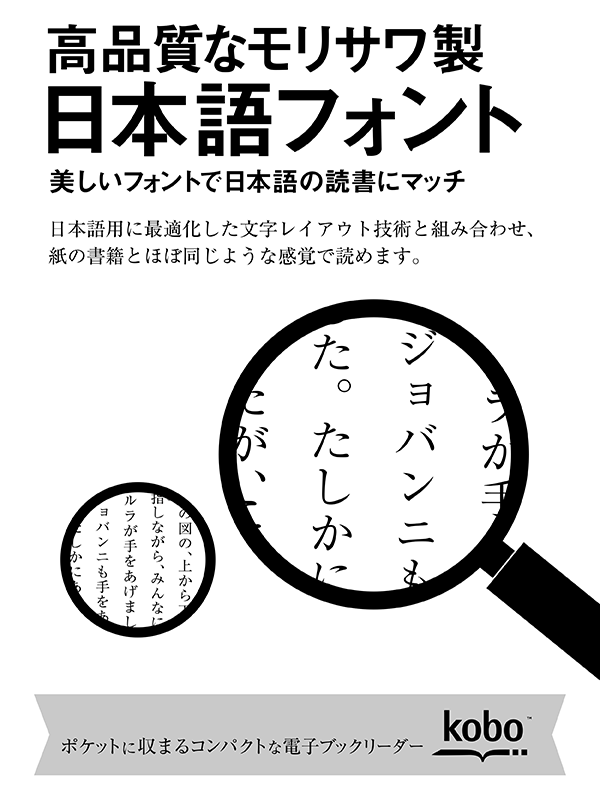 高品質なモリサワ製
日本語フォント
美しいフォントで日本語の読書にマッチ
日本語用に最適化した文字レイアウト技術と組み合わせ、
紙の書籍とほぼ同じような感覚で読めます。
ラが手
ジョバンニも
た。たしかに
たが、
の図の、上から下
指しながら、みんなに
ルラが手をあげまし
ョバンニも手をあ
たしかにあ
ポケットに収まるコンパクトな電子ブックリーダー
kobo™